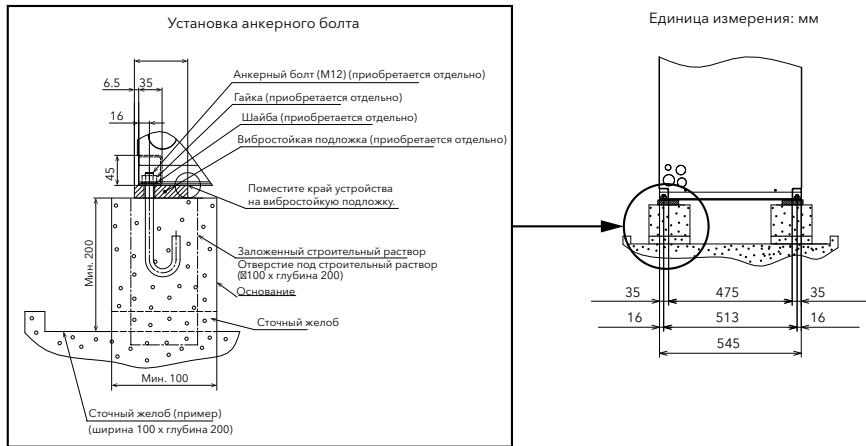 Установка анкерного болта
Единица измерения: мм
Анкерный болт (М12) (приобретается отдельно)
6.5
35
Гайка (приобретается отдельно)
Шайба (приобретается отдельно)
16
Вибростойкая подложка (приобретается отдельно)
45
Поместите край устройства
на вибростойкую подложку.
Мин. 200
Заложенный строительный раствор
Отверстие под строительный раствор
(100 х глубина 200)
Основание
Сточный желоб
Мин. 100
Сточный желоб (пример)
(ширина 100 х глубина 200)
35
475
35
16
513
16
545